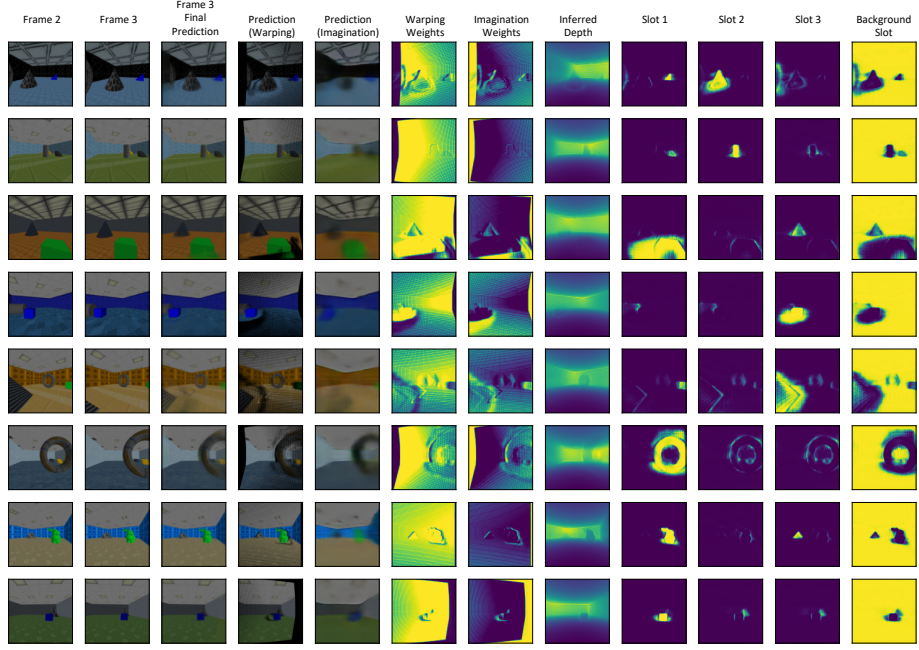 Frame 2
Frame 3
Frame 3
Final
Prediction
Prediction
(Warping)
Prediction
(Imagination)
Warping
Weights
Imagination
Weights
Inferred
Depth
Slot 1
Slot 2
Slot 3
Background
Slot